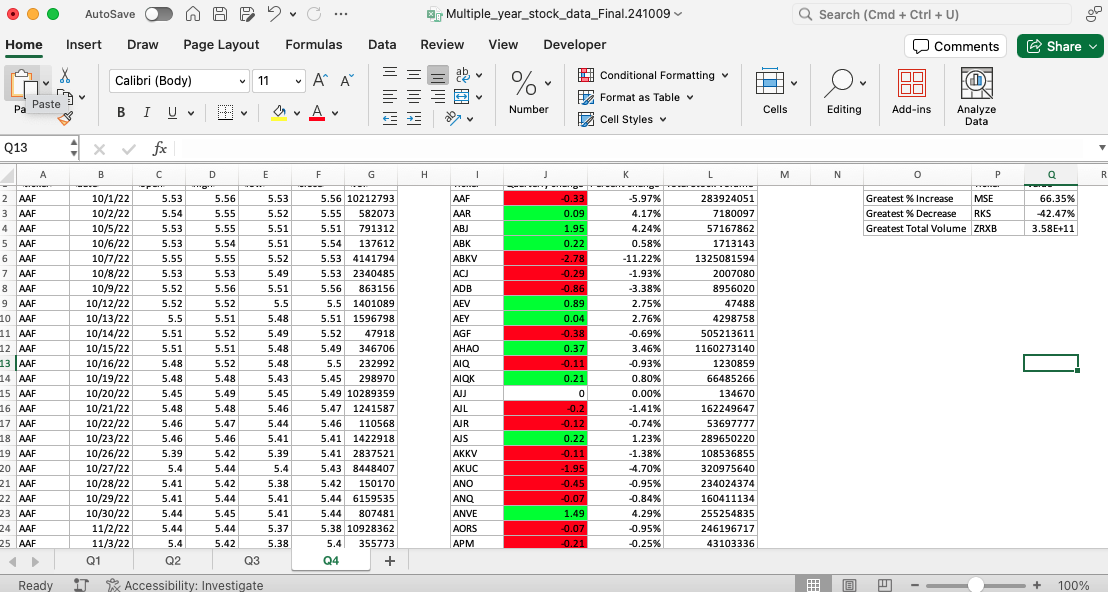 AutoSave Multiple_year_stock_data_Final.241009 Search (Cmd + Ctrl + U)
Home Insert Draw Page Layout Formulas Data Review View Developer Comments Share
Calibri (Body) 11 A A ab Conditional Formatting
Format as Table
Pa Paste B I U A % Number Cell Styles Cells Editing Add-ins Analyze Data
Q13 fx
A B C D E F G H I J K L M N O P Q R
2 AAF 10/1/22 5.53 5.56 5.53 5.56 10212793 AAF -0.33 -5.97% 283924051 Greatest % Increase MSE 66.35%
3 AAF 10/2/22 5.54 5.55 5.52 5.55 582073 AAR 0.09 4.17% 7180097 Greatest % Decrease RKS -42.47%
4 AAF 10/5/22 5.53 5.55 5.51 5.51 791312 ABJ 1.95 4.24% 57167862 Greatest Total Volume ZRXB 3.58E+11
5 AAF 10/6/22 5.53 5.54 5.51 5.54 137612 ABK 0.22 0.58% 1713143
6 AAF 10/7/22 5.55 5.55 5.52 5.53 4141794 ABKV -2.78 -11.22% 1325081594
7 AAF 10/8/22 5.53 5.53 5.49 5.53 2340485 ACJ -0.29 -1.93% 2007080
8 AAF 10/9/22 5.52 5.56 5.51 5.56 863156 ADB -0.86 -3.38% 8956020
9 AAF 10/12/22 5.52 5.52 5.5 5.5 1401089 AEV 0.89 2.75% 47488
10 AAF 10/13/22 5.5 5.51 5.48 5.51 1596798 AEY 0.04 2.76% 4298758
11 AAF 10/14/22 5.51 5.52 5.49 5.52 47918 AGF -0.38 -0.69% 505213611
12 AAF 10/15/22 5.51 5.51 5.48 5.49 346706 AHAO 0.37 3.46% 1160273140
13 AAF 10/16/22 5.48 5.52 5.48 5.5 232992 AIQ -0.11 -0.93% 1230859
14 AAF 10/19/22 5.48 5.48 5.43 5.45 298970 AIQK 0.21 0.80% 66485266
15 AAF 10/20/22 5.45 5.49 5.45 5.49 10289359 AJJ 0 0.00% 134670
16 AAF 10/21/22 5.48 5.48 5.46 5.47 1241587 AJL -0.2 -1.41% 162249647
17 AAF 10/22/22 5.46 5.47 5.44 5.46 110568 AJR -0.12 -0.74% 53697777
18 AAF 10/23/22 5.46 5.46 5.41 5.41 1422918 AJS 0.22 1.23% 289650220
19 AAF 10/26/22 5.39 5.42 5.39 5.41 2837521 AKKV -0.11 -1.38% 108536855
20 AAF 10/27/22 5.4 5.44 5.4 5.43 8448407 AKUC -1.95 -4.70% 320975640
21 AAF 10/28/22 5.41 5.42 5.38 5.42 150170 ANO -0.45 -0.95% 234024374
22 AAF 10/29/22 5.41 5.44 5.41 5.44 6159535 ANQ -0.07 -0.84% 160411134
23 AAF 10/30/22 5.44 5.45 5.41 5.44 807481 ANVE 1.49 4.29% 255254835
24 AAF 11/2/22 5.44 5.44 5.37 5.38 10928362 AORS -0.07 -0.95% 246196717
25 AAF 11/3/22 5.4 5.42 5.38 5.4 355773 APM -0.21 -0.25% 43103336
Q1 Q2 Q3 Q4 +
Ready Accessibility: Investigate 100%